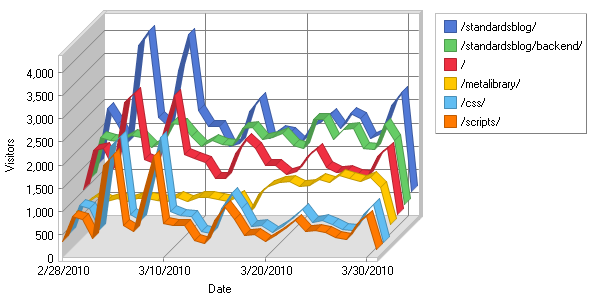 /standardsblog/
/standardsblog/backend/
/
/metalibrary/
/css/
/scripts/
Visitors
4,000
3,500
3,000
2,500
2,000
1,500
1,000
500
0
2/28/2010
3/10/2010
3/20/2010
3/30/2010
Date